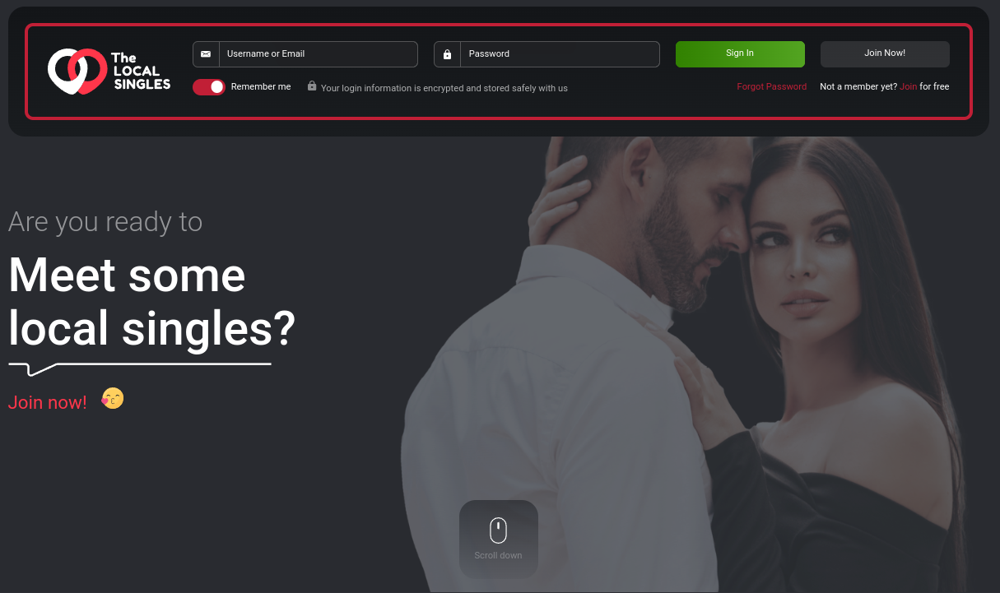 The
LOCAL
SINGLES
Username or Email
Password
Sign In
Join Now!
Remember me
Your login information is encrypted and stored safely with us
Forgot Password
Not a member yet? Join for free
Are you ready to
Meet some
local singles?
Join now!
Scroll down